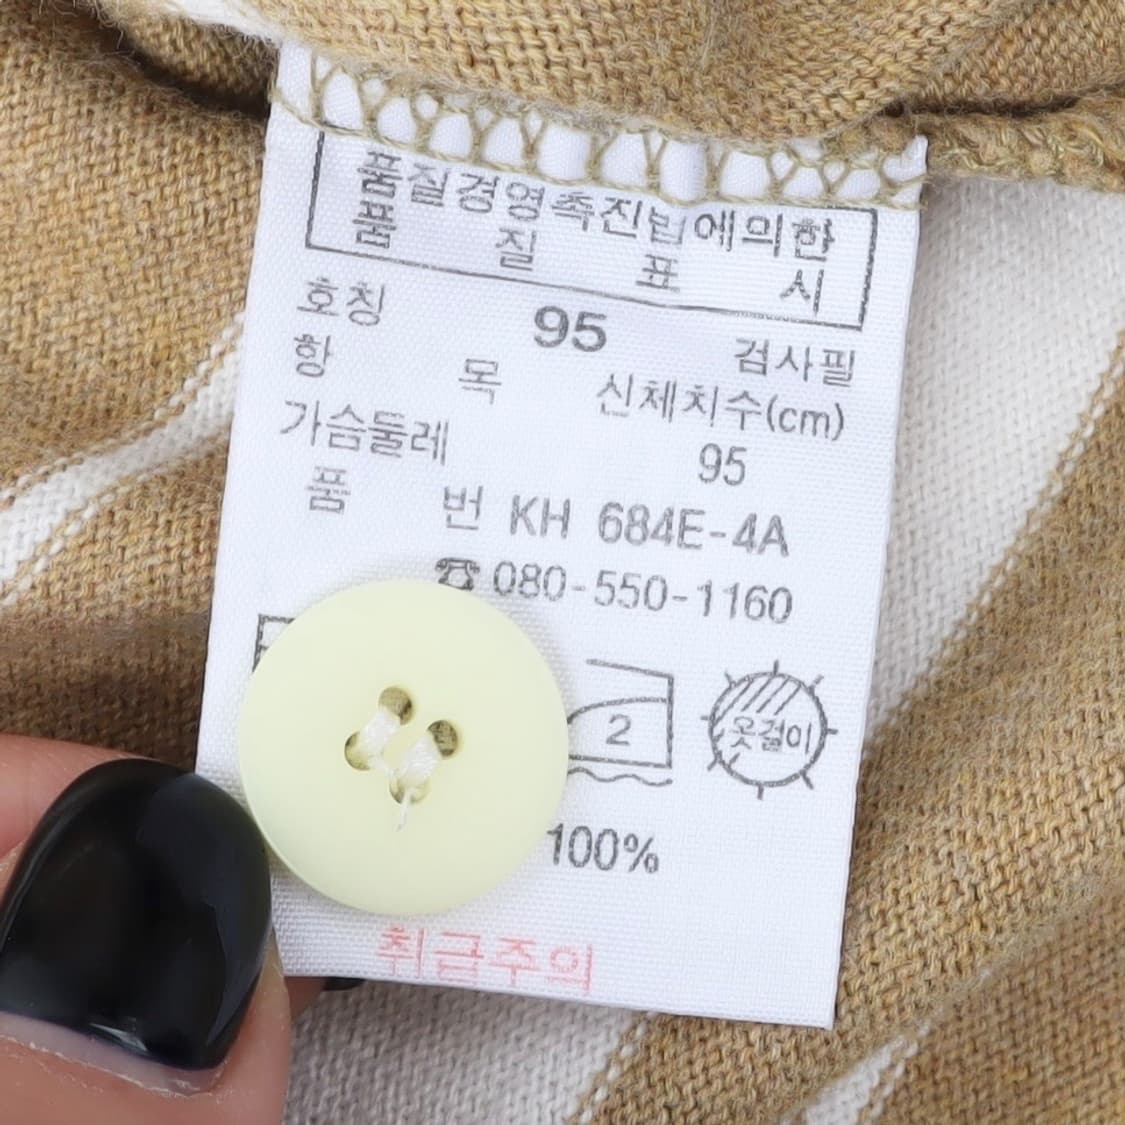 품질경영촉진법에의한
품 질 표 시
호칭 95 검사필
항 목 신체치수(cm)
가슴둘레 95
품 번 KH 684E-4A
☎ 080-550-1160
2 옷걸이
100%
취급주의